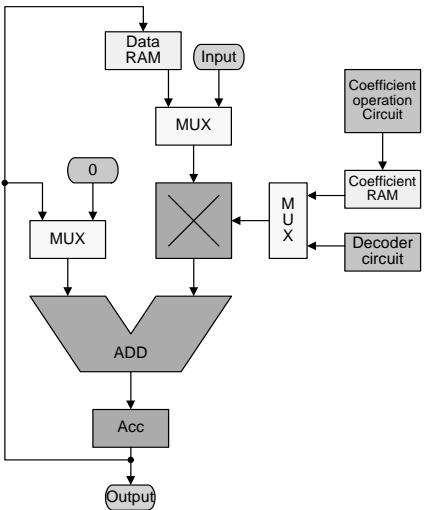 Data
RAM
Input
Coefficient
operation
Circuit
MUX
0
Coefficient
RAM
M
U
X
MUX
Decoder
circuit
ADD
Acc
Output